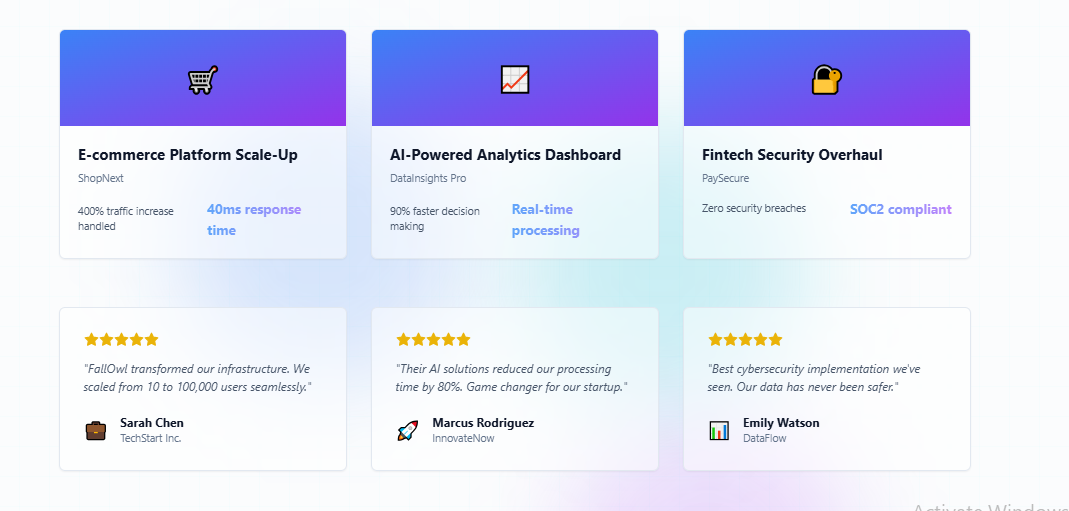 E-commerce Platform Scale-Up
ShopNext
400% traffic increase
handled
40ms response
time
AI-Powered Analytics Dashboard
DataInsights Pro
90% faster decision
making
Real-time
processing
Fintech Security Overhaul
PaySecure
Zero security breaches
SOC2 compliant
"FallOwl transformed our infrastructure. We
scaled from 10 to 100,000 users seamlessly."
Sarah Chen
TechStart Inc.
"Their AI solutions reduced our processing
time by 80%. Game changer for our startup."
Marcus Rodriguez
InnovateNow
"Best cybersecurity implementation we've
seen. Our data has never been safer."
Emily Watson
DataFlow
Activate Windows